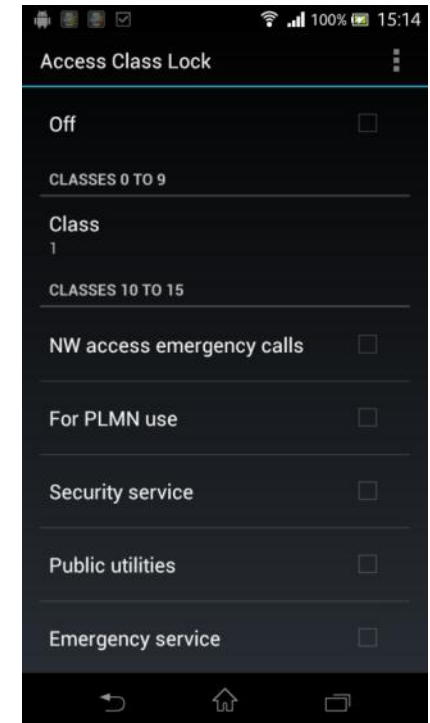 100% 15:14
Access Class Lock
Off
CLASSES 0 TO 9
Class
1
CLASSES 10 TO 15
NW access emergency calls
For PLMN use
Security service
Public utilities
Emergency service